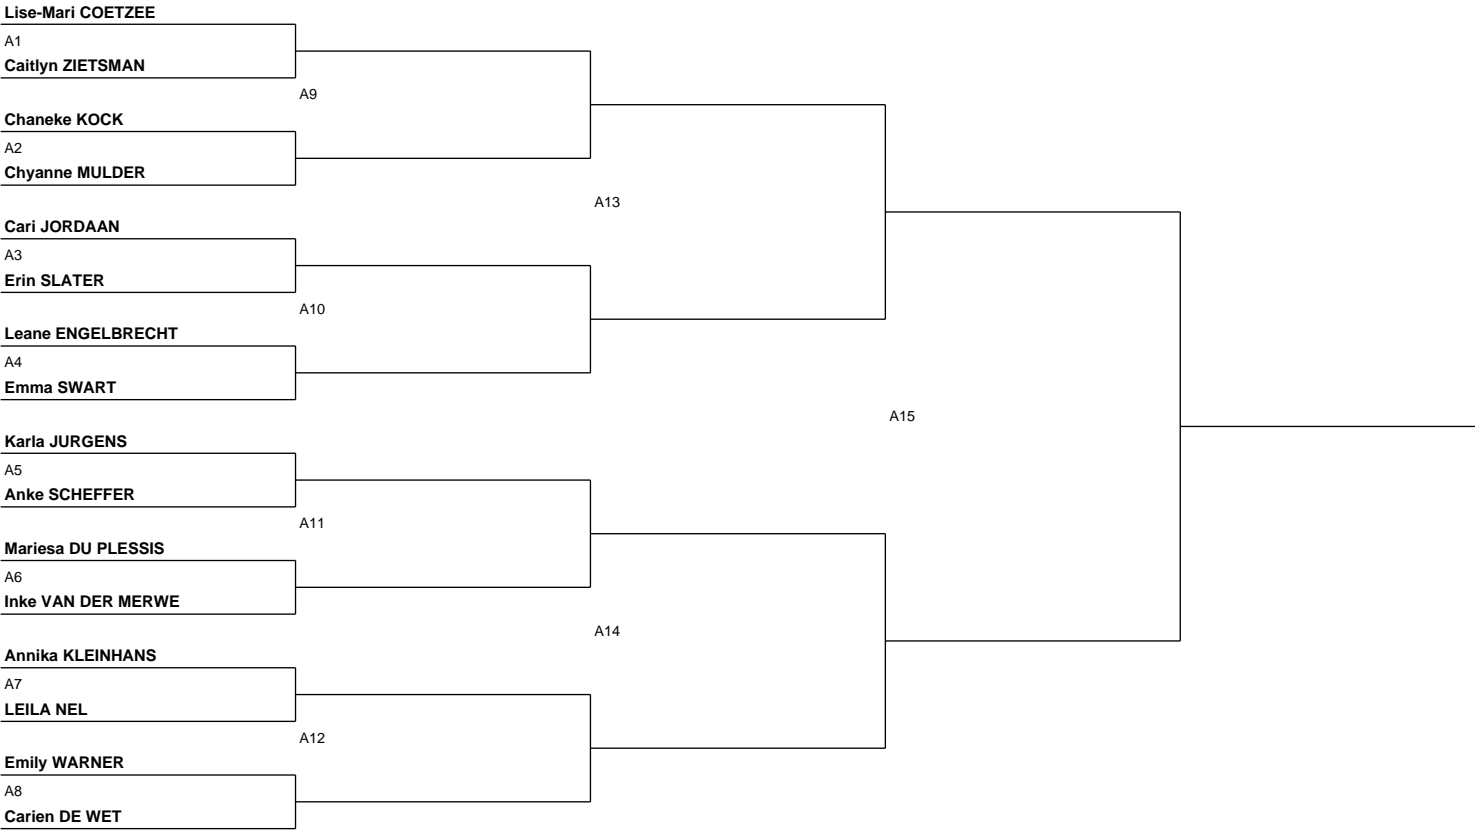 Lise-Mari COETZEE
A1
Caitlyn ZIETSMAN
A9
Chaneke KOCK
A2
Chyanne MULDER
A13
Cari JORDAAN
A3
Erin SLATER
A10
Leane ENGELBRECHT
A4
Emma SWART
A15
Karla JURGENS
A5
Anke SCHEFFER
A11
Mariesa DU PLESSIS
A6
Inke VAN DER MERWE
A14
Annika KLEINHANS
A7
LEILA NEL
A12
Emily WARNER
A8
Carien DE WET